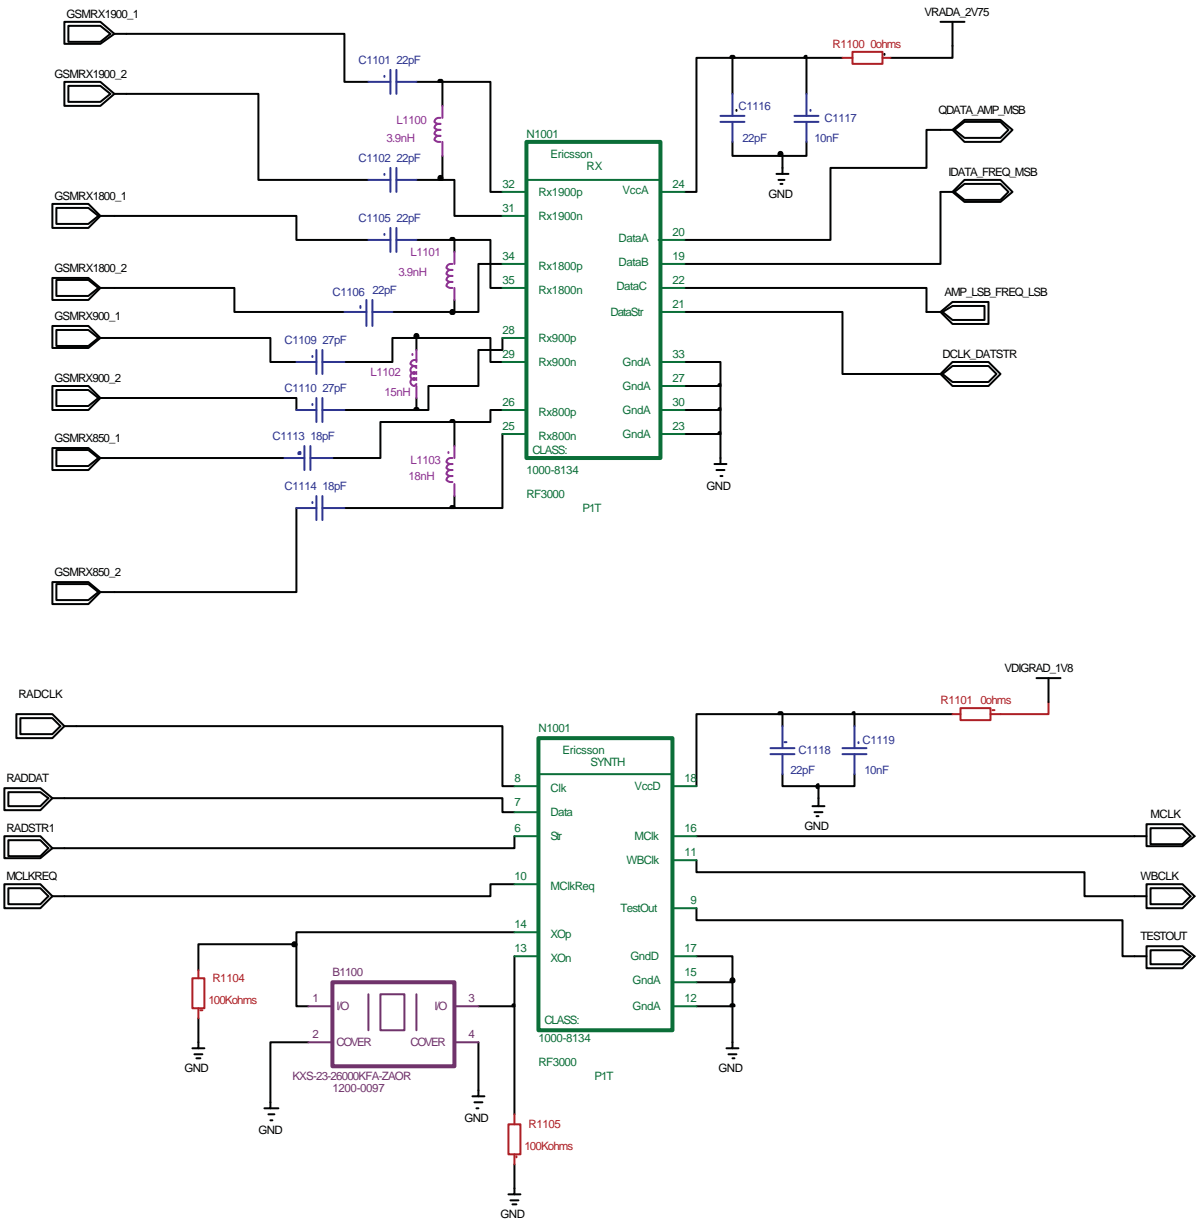 GSMRX1900_1
VRADA_2V75
R1100 0ohms
C1101 22pF
GSMRX1900_2
C1116
22pF
C1117
10nF
QDATA_AMP_MSB
L1100
3.9nH
N1001
Ericsson
RX
C1102 22pF
GND
IDATA_FREQ_MSB
32 Rx1900p VccA 24
GSMRX1800_1
31 Rx1900n
C1105 22pF
DataA 20
L1101
3.9nH
34 Rx1800p DataB 19
GSMRX1800_2
35 Rx1800n DataC 22
C1106 22pF
AMP_LSB_FREQ_LSB
DataStr 21
GSMRX900_1
28 Rx900p
C1109 27pF
DCLK_DATSTR
29 Rx900n GndA 33
L1102
15nH
GSMRX900_2
C1110 27pF
GndA 27
26 Rx800p GndA 30
25 Rx800n GndA 23
GSMRX850_1
C1113 18pF
CLASS:
L1103
18nH
1000-8134
GND
C1114 18pF
RF3000
P1T
GSMRX850_2
VDIGRAD_1V8
RADCLK
R1101 0ohms
N1001
Ericsson
SYNTH
C1118
22pF
C1119
10nF
RADDAT
8 Clk VccD 18
7 Data
GND
MCLK
RADSTR1
6 Str MClk 16
WBClk 11
MCLKREQ
10 MClkReq
WBCLK
TestOut 9
14 XOp
TESTOUT
13 XOn GndD 17
R1104
100Kohms
B1100
GndA 15
1 I/O I/O 3
GndA 12
CLASS:
2 COVER COVER 4
1000-8134
GND
RF3000
GND
KXS-23-26000KFA-ZAOR
P1T
1200-0097
GND
GND
R1105
100Kohms
GND